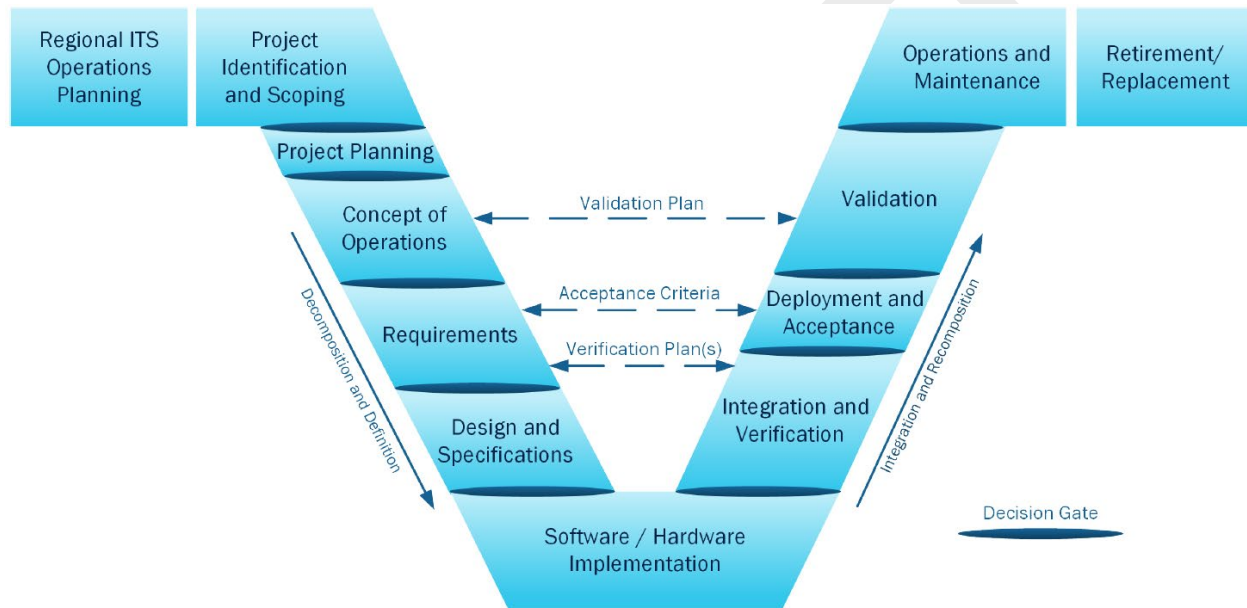 Regional ITS
Operations
Planning
Project
Identification
and Scoping
Operations and
Maintenance
Retirement/
Replacement
Project Planning
Concept of
Operations
Validation Plan
Validation
Decomposition and Definition
Requirements
Acceptance Criteria
Deployment and
Acceptance
Verification Plan(s)
Integration and Recomposition
Design and
Specifications
Integration and
Verification
Software / Hardware
Implementation
Decision Gate